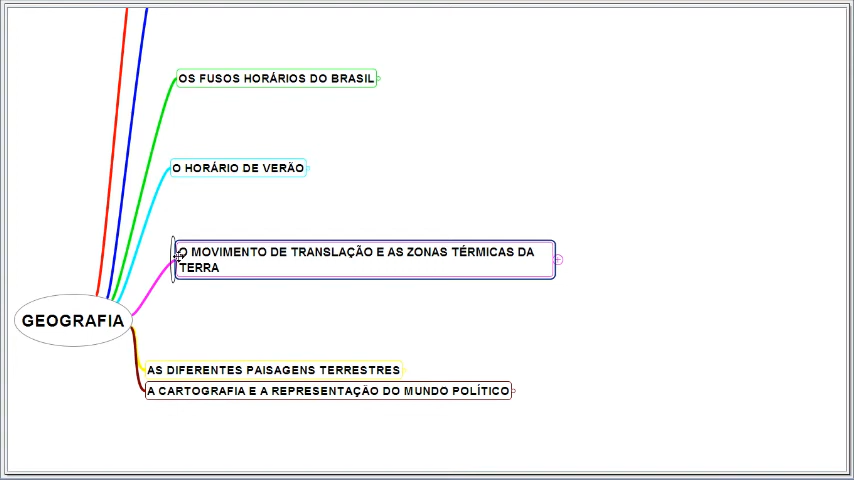 OS FUSOS HORÁRIOS DO BRASIL
O HORÁRIO DE VERÃO
O MOVIMENTO DE TRANSLAÇÃO E AS ZONAS TÉRMICAS DA
TERRA
GEOGRAFIA
AS DIFERENTES PAISAGENS TERRESTRES
A CARTOGRAFIA E A REPRESENTAÇÃO DO MUNDO POLÍTICO